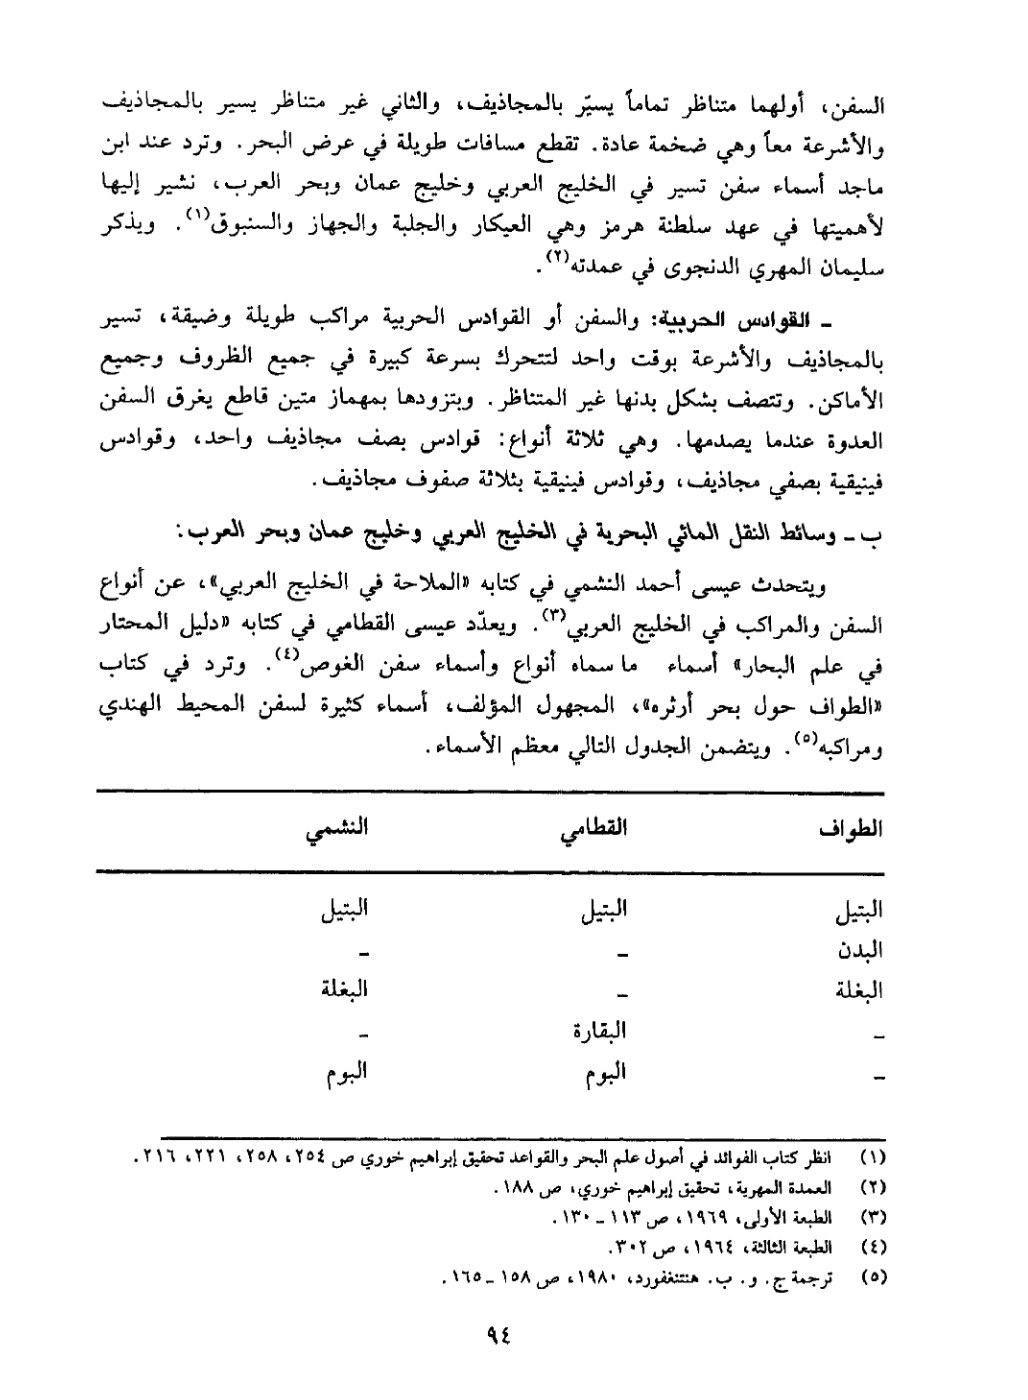 السفن، أولهما متناظر تماماً يسيّر بالمجاذيف، والثاني غير متناظر يسير بالمجاذيف
والأشرعة معاً وهي ضخمة عادة. تقطع مسافات طويلة في عرض البحر. وترد عند ابن
ماجد أسماء سفن تسير في الخليج العربي وخليج عمان وبحر العرب، نشير إليها
لأهميتها في عهد سلطنة هرمز وهي العيكار والجلبة والجهاز والسنبوق(١). ويذكر
سليمان المهري الدنجوى في عمدته(٢).
ـ القوادس الحربية: والسفن أو القوادس الحربية مراكب طويلة وضيقة، تسير
بالمجاذيف والأشرعة بوقت واحد لتتحرك بسرعة كبيرة في جميع الظروف وجميع
الأماكن. وتتصف بشكل بدنها غير المتناظر. وبتزودها بمهماز متين قاطع يغرق السفن
العدوة عندما يصدمها. وهي ثلاثة أنواع: قوادس بصف مجاذيف واحد، وقوادس
فينيقية بصفي مجاذيف، وقوادس فينيقية بثلاثة صفوف مجاذيف.
ب ـ وسائط النقل المائي البحرية في الخليج العربي وخليج عمان وبحر العرب:
ويتحدث عيسى أحمد النشمي في كتابه «الملاحة في الخليج العربي»، عن أنواع
السفن والمراكب في الخليج العربي(٣). ويعدّد عيسى القطامي في كتابه «دليل المحتار
في علم البحار» أسماء ما سماه أنواع وأسماء سفن الغوص(٤). وترد في كتاب
«الطواف حول بحر أرثره»، المجهول المؤلف، أسماء كثيرة لسفن المحيط الهندي
ومراكبه(٥). ويتضمن الجدول التالي معظم الأسماء.
الطواف القطامي النشمي
البتيل البتيل البتيل
البدن ـ ـ
البغلة ـ البغلة
ـ البقارة ـ
ـ البوم البوم
(١) انظر كتاب الفوائد في أصول علم البحر والقواعد تحقيق إبراهيم خوري ص ٢٥٤، ٢٥٨، ٢٢١، ٢١٦.
(٢) العمدة المهرية، تحقيق إبراهيم خوري، ص ١٨٨.
(٣) الطبعة الأولى، ١٩٦٩، ص ١١٣ ـ ١٣٠.
(٤) الطبعة الثالثة، ١٩٦٤، ص ٣٠٢.
(٥) ترجمة ج. و. ب. هنتنغفورد، ١٩٨٠، ص ١٥٨ ـ ١٦٥.
٩٤